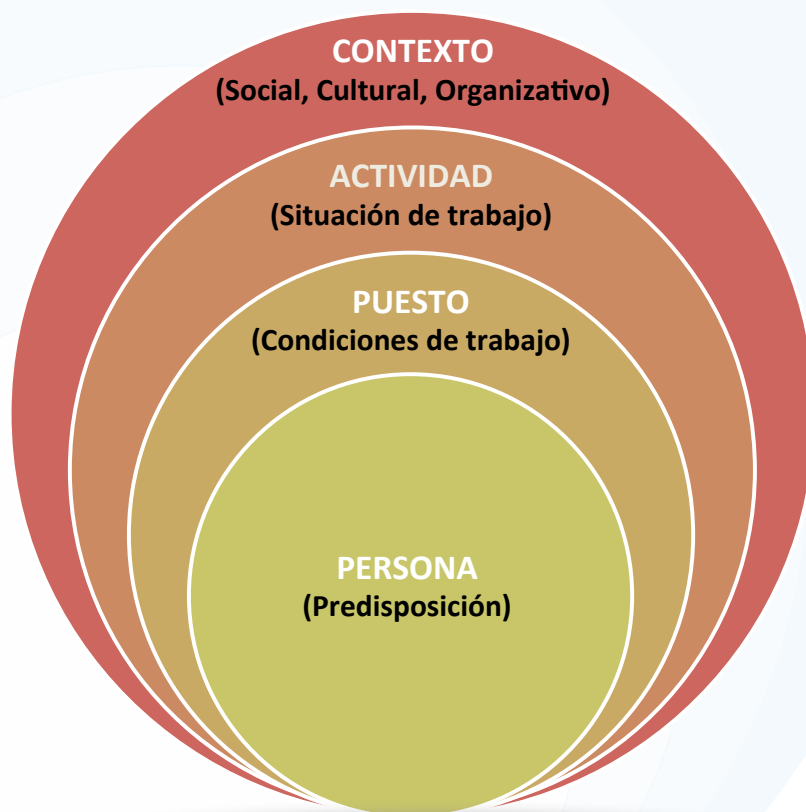 CONTEXTO
(Social, Cultural, Organizativo)
ACTIVIDAD
(Situación de trabajo)
PUESTO
(Condiciones de trabajo)
PERSONA
(Predisposición)